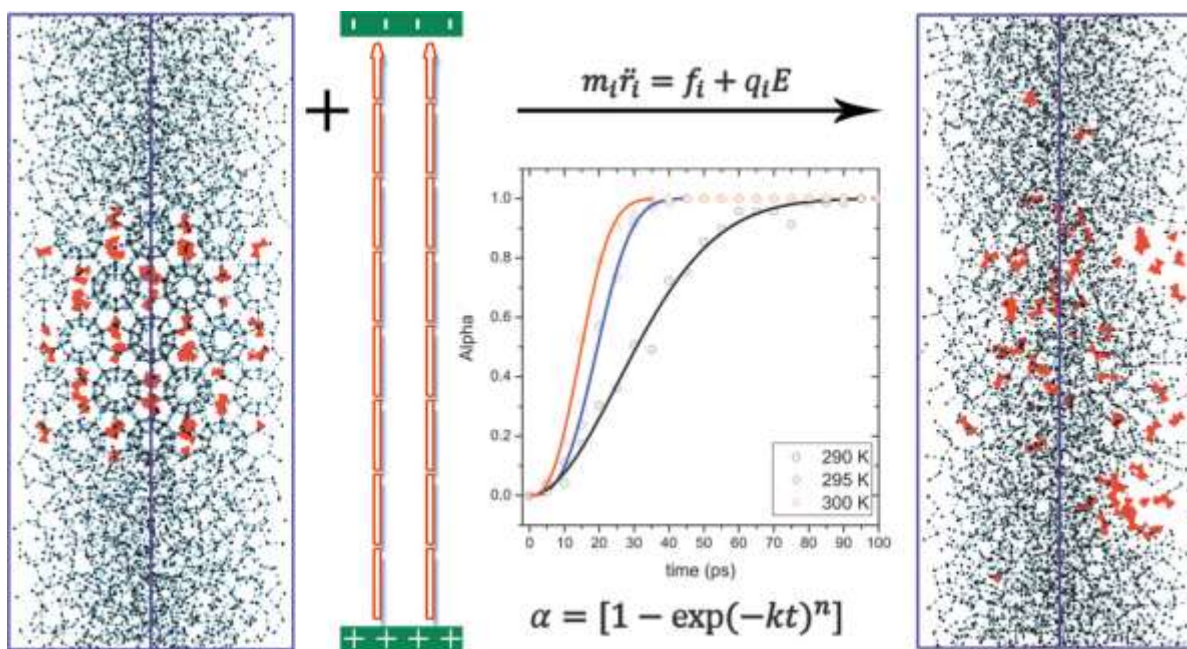 − − − −
+
m_i r̈_i = f_i + q_i E
1.0
0.8
0.6
0.4
0.2
0.0
Alpha
290 K
295 K
300 K
0 10 20 30 40 50 60 70 80 90 100
time (ps)
+ + + +
α = [1 − exp(−kt)^n]